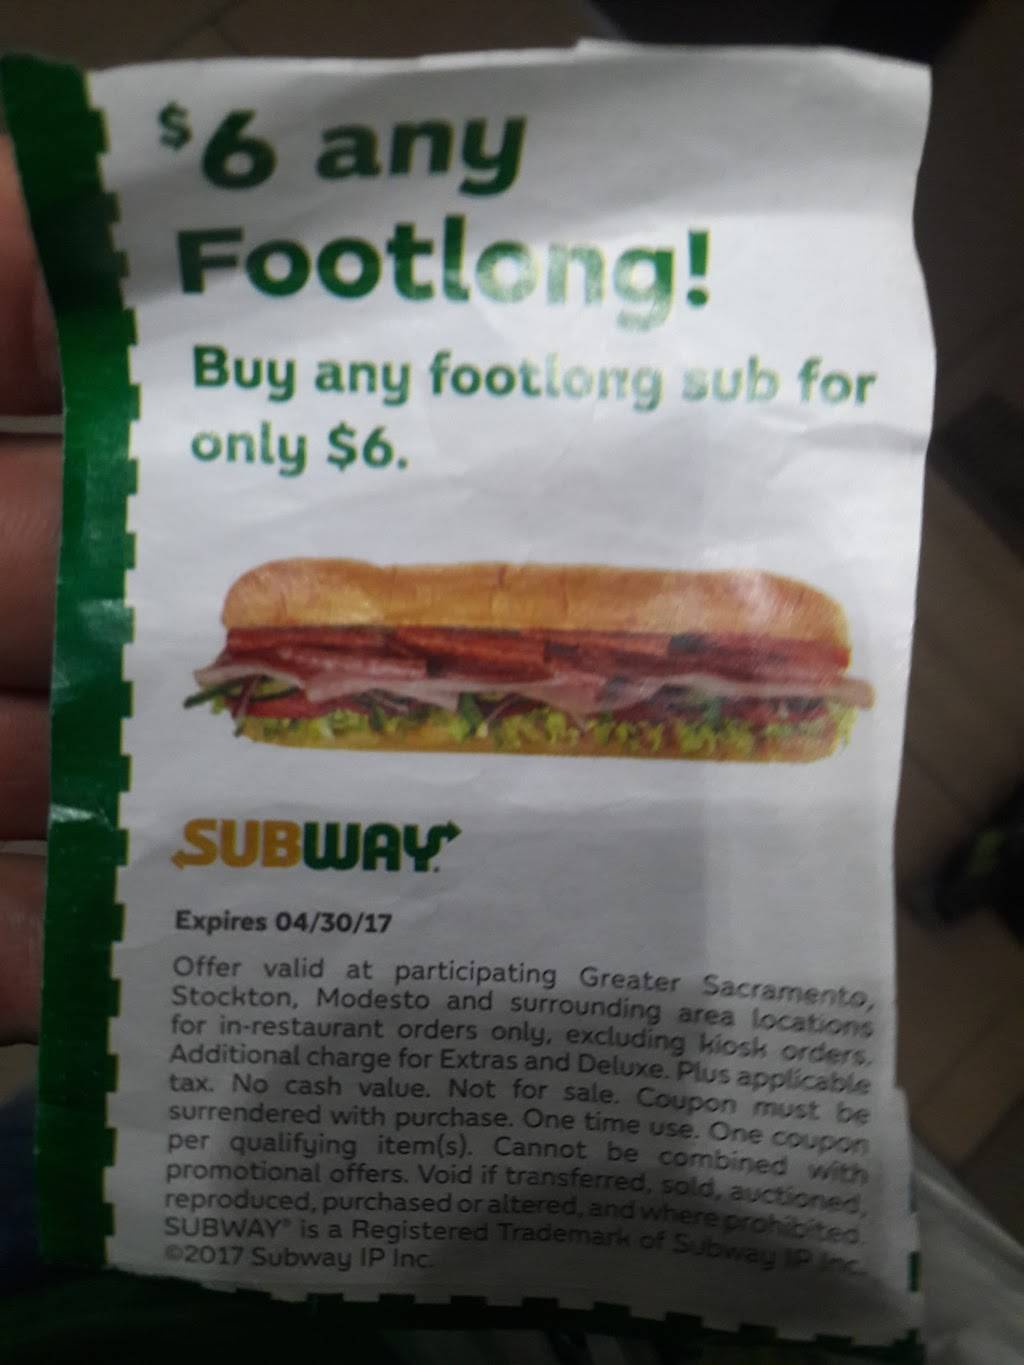 $6 any
Footlong!
Buy any footlong sub for
only $6.
SUBWAY
Expires 04/30/17
Offer valid at participating Greater Sacramento,
Stockton, Modesto and surrounding area locations
for in-restaurant orders only, excluding kiosk orders.
Additional charge for Extras and Deluxe. Plus applicable
tax. No cash value. Not for sale. Coupon must be
surrendered with purchase. One time use. One coupon
per qualifying item(s). Cannot be combined with
promotional offers. Void if transferred, sold, auctioned,
reproduced, purchased or altered, and where prohibited.
SUBWAY® is a Registered Trademark of Subway IP Inc.
©2017 Subway IP Inc.